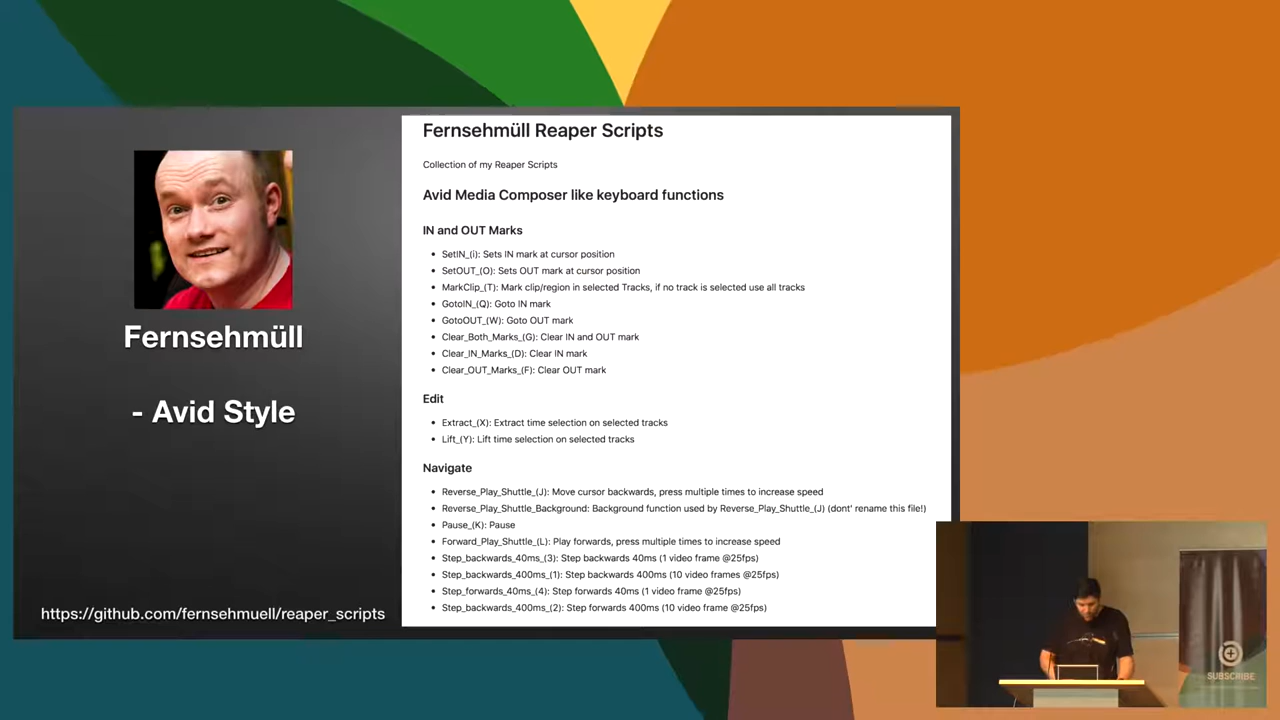 Fernsehmüll
- Avid Style
https://github.com/fernsehmuell/reaper_scripts
Fernsehmüll Reaper Scripts
Collection of my Reaper Scripts
Avid Media Composer like keyboard functions
IN and OUT Marks
• SetIN_(i): Sets IN mark at cursor position
• SetOUT_(O): Sets OUT mark at cursor position
• MarkClip_(T): Mark clip/region in selected Tracks, if no track is selected use all tracks
• GotoIN_(Q): Goto IN mark
• GotoOUT_(W): Goto OUT mark
• Clear_Both_Marks_(G): Clear IN and OUT mark
• Clear_IN_Marks_(D): Clear IN mark
• Clear_OUT_Marks_(F): Clear OUT mark
Edit
• Extract_(X): Extract time selection on selected tracks
• Lift_(Y): Lift time selection on selected tracks
Navigate
• Reverse_Play_Shuttle_(J): Move cursor backwards, press multiple times to increase speed
• Reverse_Play_Shuttle_Background: Background function used by Reverse_Play_Shuttle_(J) (dont' rename this file!)
• Pause_(K): Pause
• Forward_Play_Shuttle_(L): Play forwards, press multiple times to increase speed
• Step_backwards_40ms_(3): Step backwards 40ms (1 video frame @25fps)
• Step_backwards_400ms_(1): Step backwards 400ms (10 video frames @25fps)
• Step_forwards_40ms_(4): Step forwards 40ms (1 video frame @25fps)
• Step_backwards_400ms_(2): Step forwards 400ms (10 video frame @25fps)
SUBSCRIBE